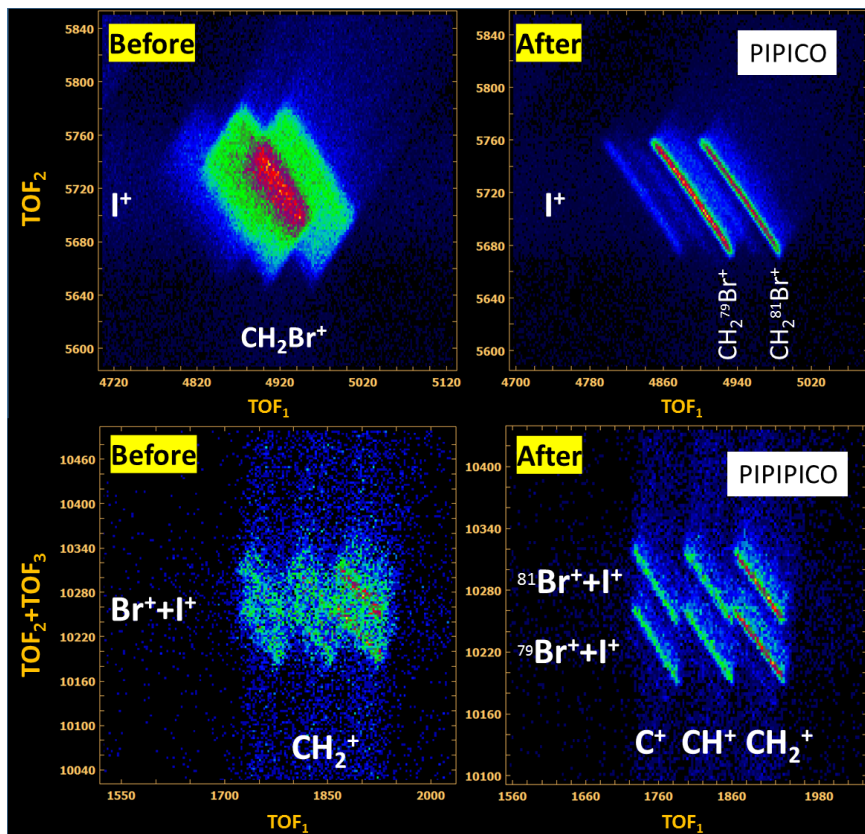 Before
After
PIPICO
TOF₂
5840
5800
5760
5720
5680
5640
5600
I⁺
CH₂Br⁺
4720 4820 4920 5020 5120
TOF₁
5840
5800
5760
5720
5680
5640
5600
I⁺
CH₂⁷⁹Br⁺
CH₂⁸¹Br⁺
4700 4780 4860 4940 5020
TOF₁
Before
After
PIPIPICO
TOF₂+TOF₃
10460
10400
10340
10280
10220
10160
10100
10040
Br⁺+I⁺
CH₂⁺
1550 1700 1850 2000
TOF₁
10400
10340
10280
10220
10160
10100
⁸¹Br⁺+I⁺
⁷⁹Br⁺+I⁺
C⁺ CH⁺ CH₂⁺
1560 1660 1760 1860 1980
TOF₁